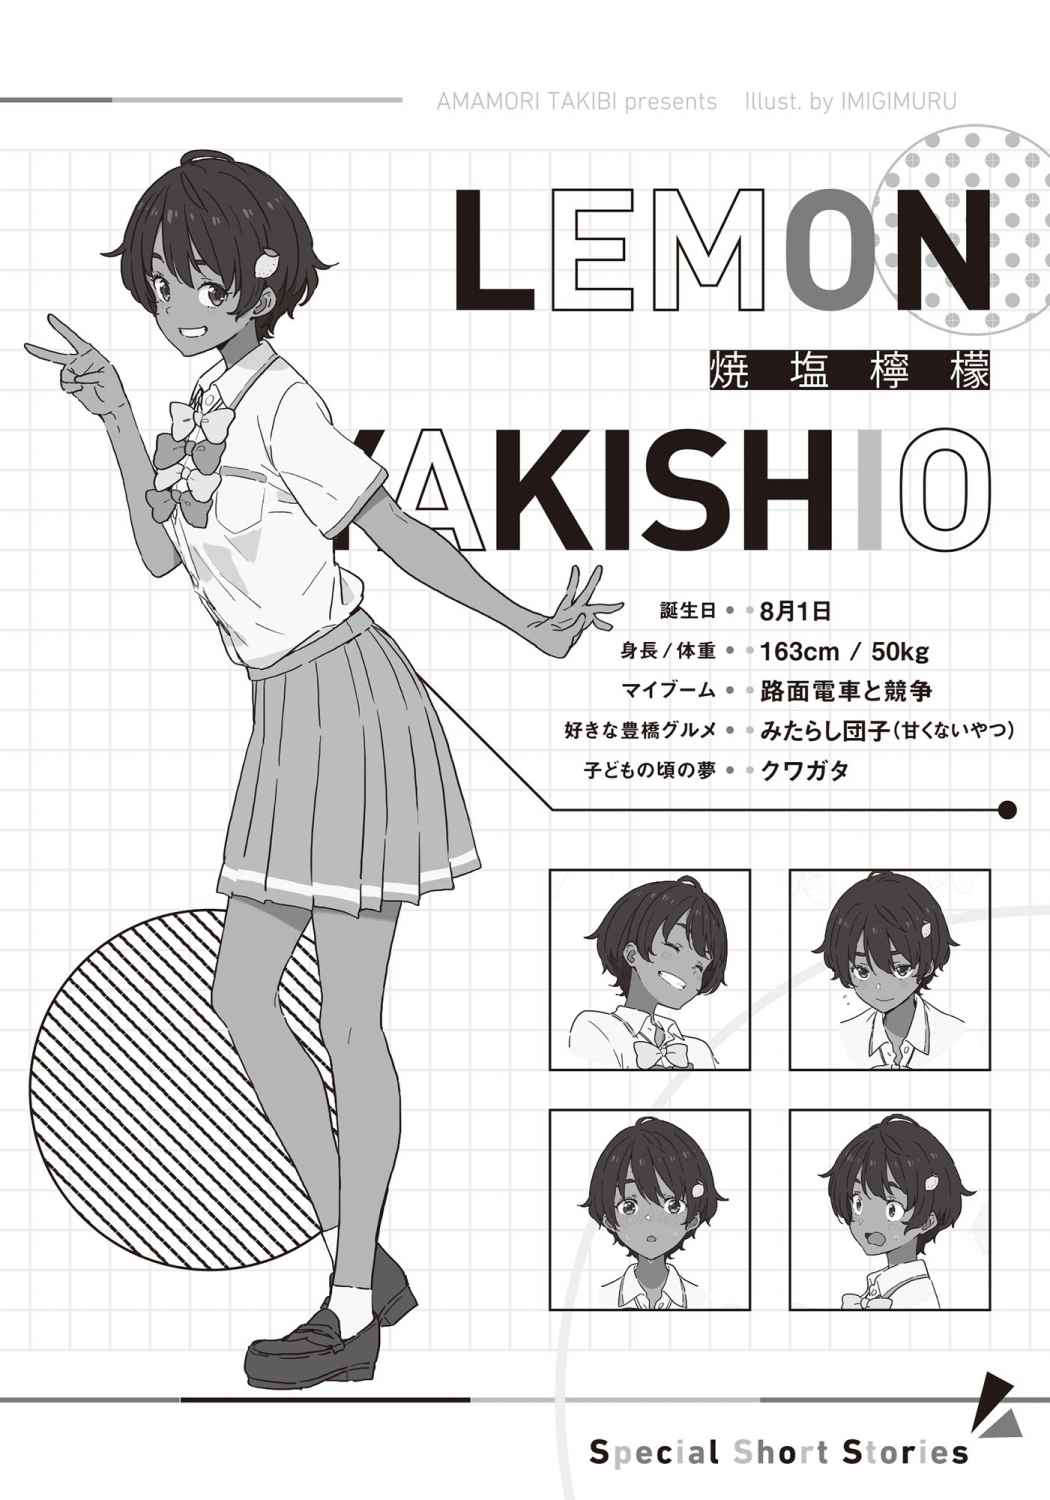 AMAMORI TAKIBI presents Illust. by IMIGIMURU
LEMON
焼塩檸檬
YAKISHIO
誕生日 8月1日
身長/体重 163cm / 50kg
マイブーム 路面電車と競争
好きな豊橋グルメ みたらし団子(甘くないやつ)
子どもの頃の夢 クワガタ
Special Short Stories